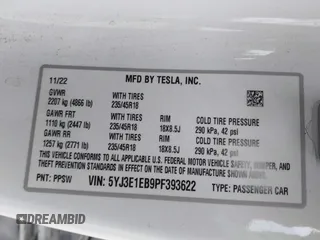 11/22 MFD BY TESLA, INC.
GVWR WITH TIRES
2207 kg (4866 lb) 235/45R18
GAWR FRT WITH TIRES RIM COLD TIRE PRESSURE
1110 kg (2447 lb) 235/45R18 18X8.5J 290 kPa, 42 psi
GAWR RR WITH TIRES RIM COLD TIRE PRESSURE
1257 kg (2771 lb) 235/45R18 18X8.5J 290 kPa, 42 psi
THIS VEHICLE CONFORMS TO ALL APPLICABLE U.S. FEDERAL MOTOR VEHICLE SAFETY, BUMPER, AND THEFT
PREVENTION STANDARDS IN EFFECT ON THE DATE OF MANUFACTURE SHOWN ABOVE.
PNT: PPSW VIN: 5YJ3E1EB9PF393622 TYPE: PASSENGER CAR
DREAMBID